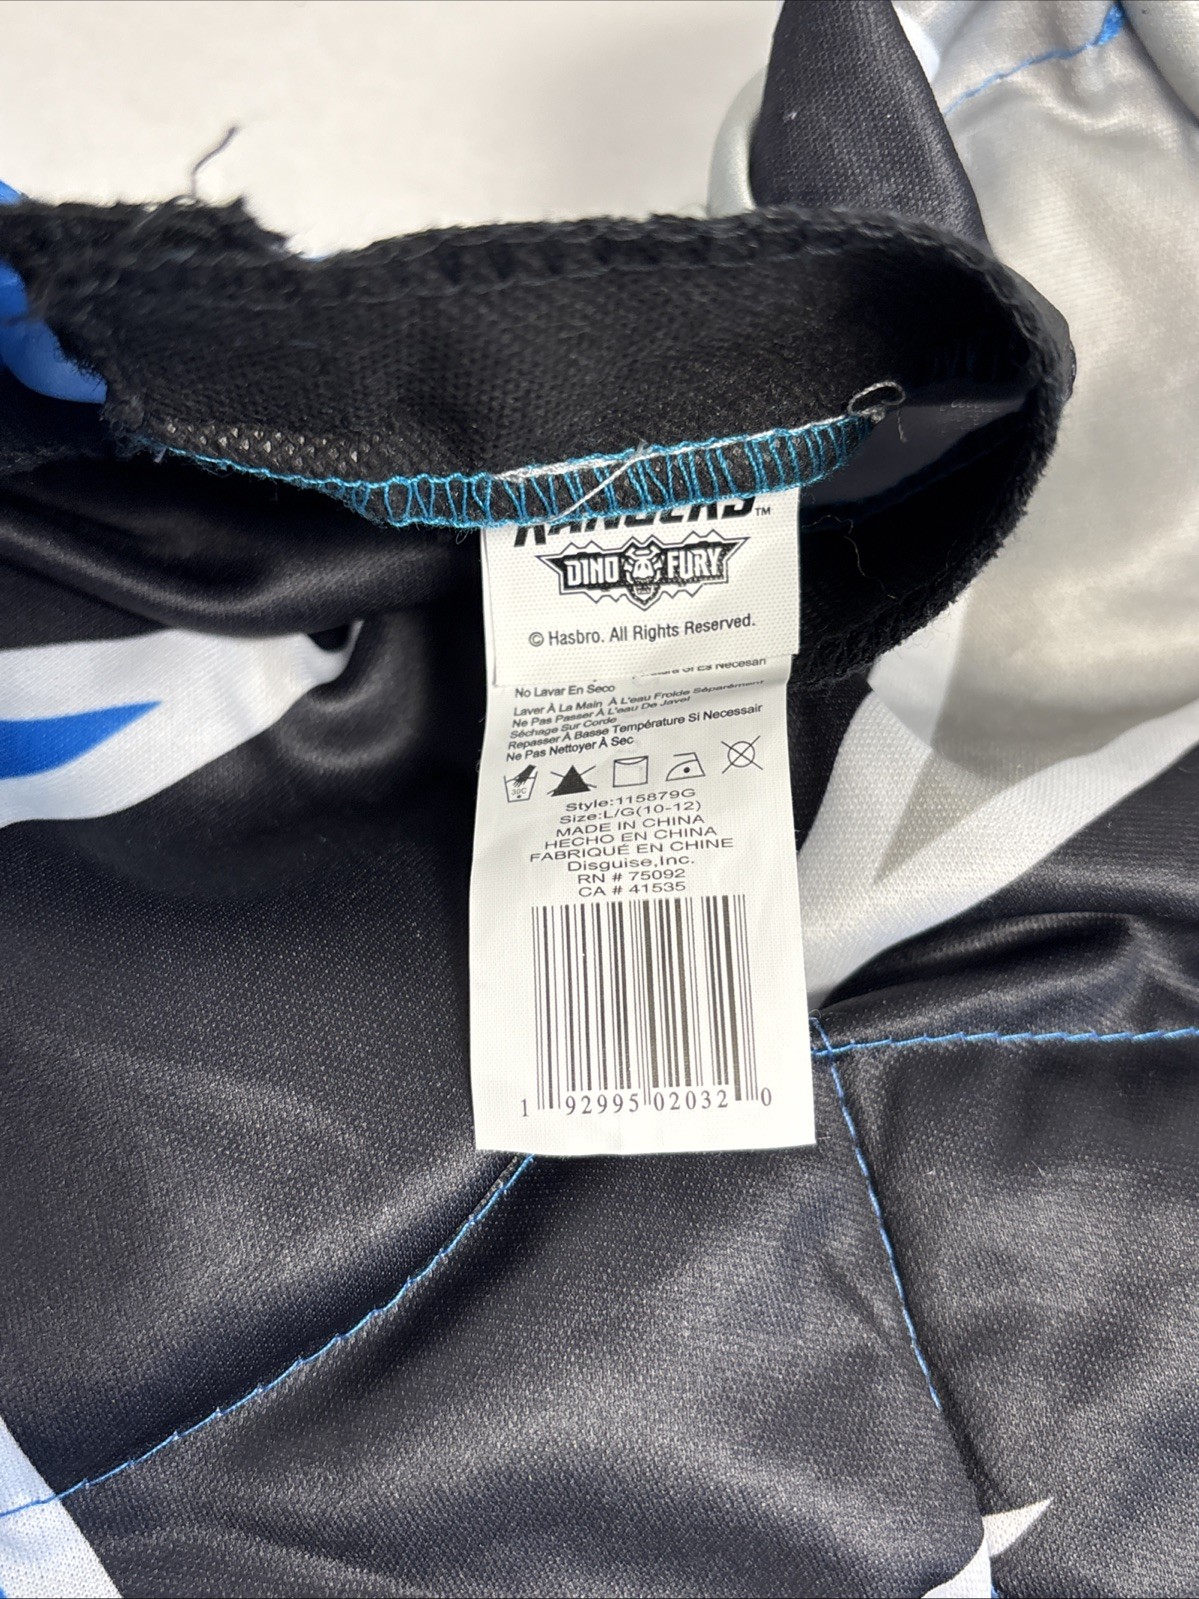 RANGERS™
DINO FURY
© Hasbro. All Rights Reserved.
No Lavar En Seco
Laver À La Main À L'eau Froide Séparément
Ne Pas Passer À L'eau De Javel
Séchage Sur Corde
Repasser À Basse Température Si Necessair
Ne Pas Nettoyer À Sec
30C
Style:115879G
Size:L/G(10-12)
MADE IN CHINA
HECHO EN CHINA
FABRIQUÉ EN CHINE
Disguise,Inc.
RN # 75092
CA # 41535
1 92995 02032 0